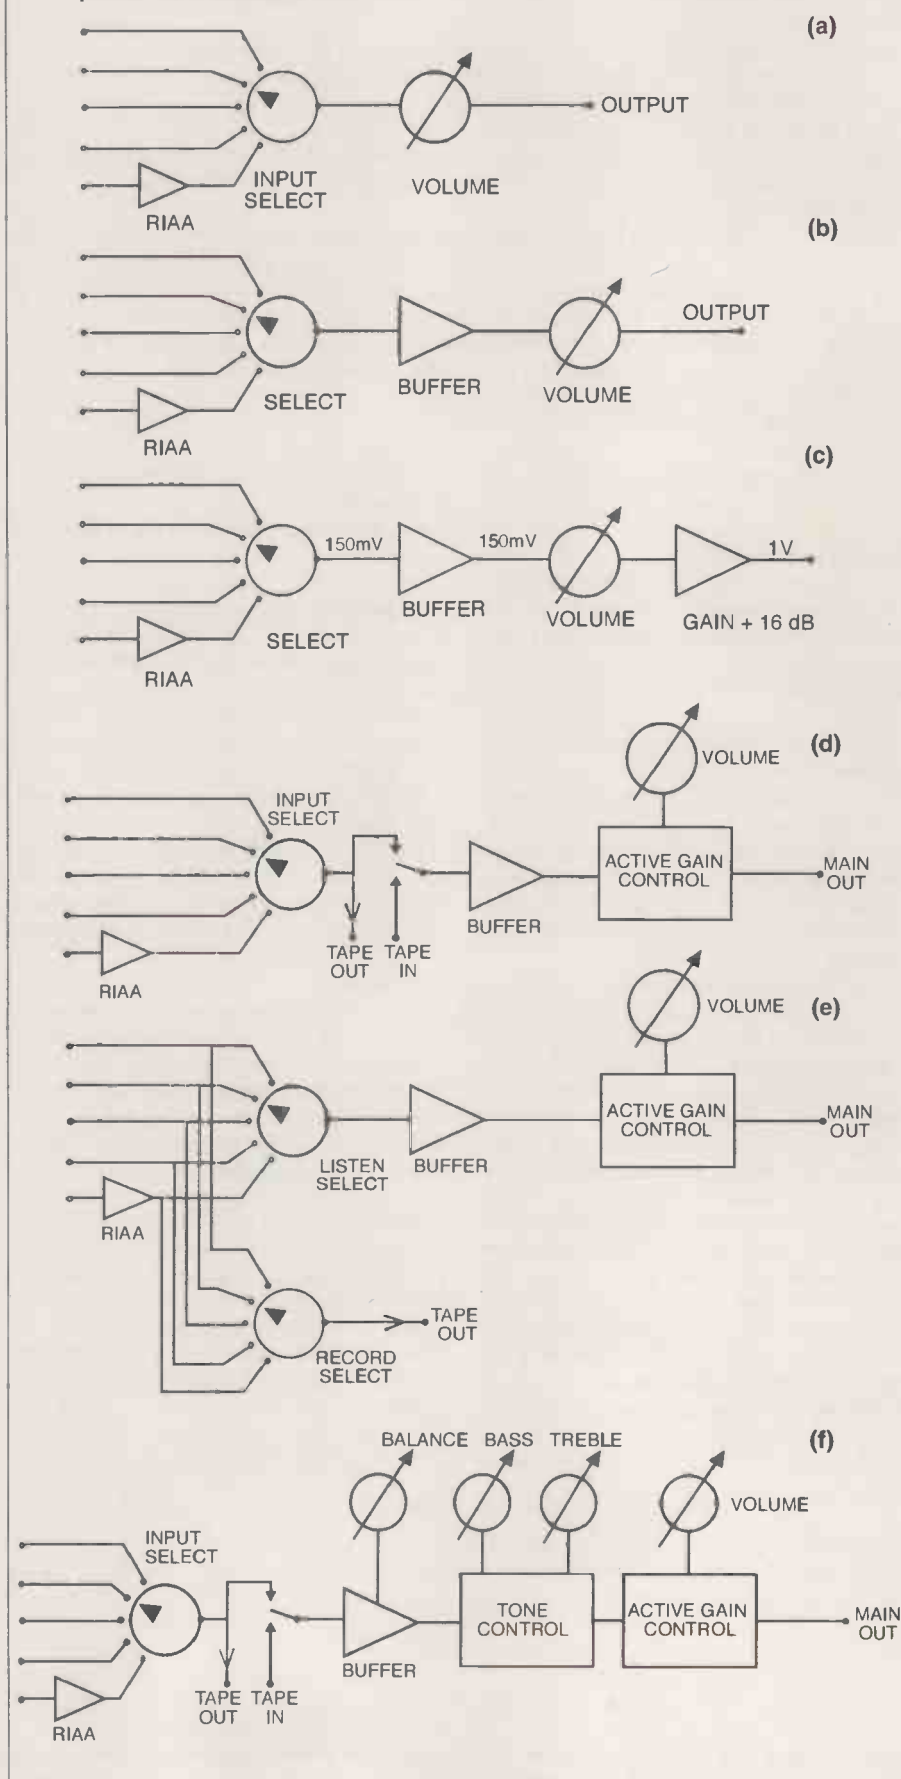 (a)
OUTPUT
INPUT
SELECT
VOLUME
RIAA
(b)
OUTPUT
BUFFER
SELECT
VOLUME
RIAA
(c)
150mV
150mV
1V
BUFFER
VOLUME
GAIN + 16 dB
SELECT
RIAA
(d)
VOLUME
INPUT
SELECT
ACTIVE GAIN
CONTROL
MAIN
OUT
BUFFER
TAPE
OUT
TAPE
IN
RIAA
(e)
VOLUME
ACTIVE GAIN
CONTROL
MAIN
OUT
LISTEN
SELECT
BUFFER
RIAA
TAPE
OUT
RECORD
SELECT
(f)
BALANCE
BASS
TREBLE
VOLUME
INPUT
SELECT
TONE
CONTROL
ACTIVE GAIN
CONTROL
MAIN
OUT
BUFFER
TAPE
OUT
TAPE
IN
RIAA